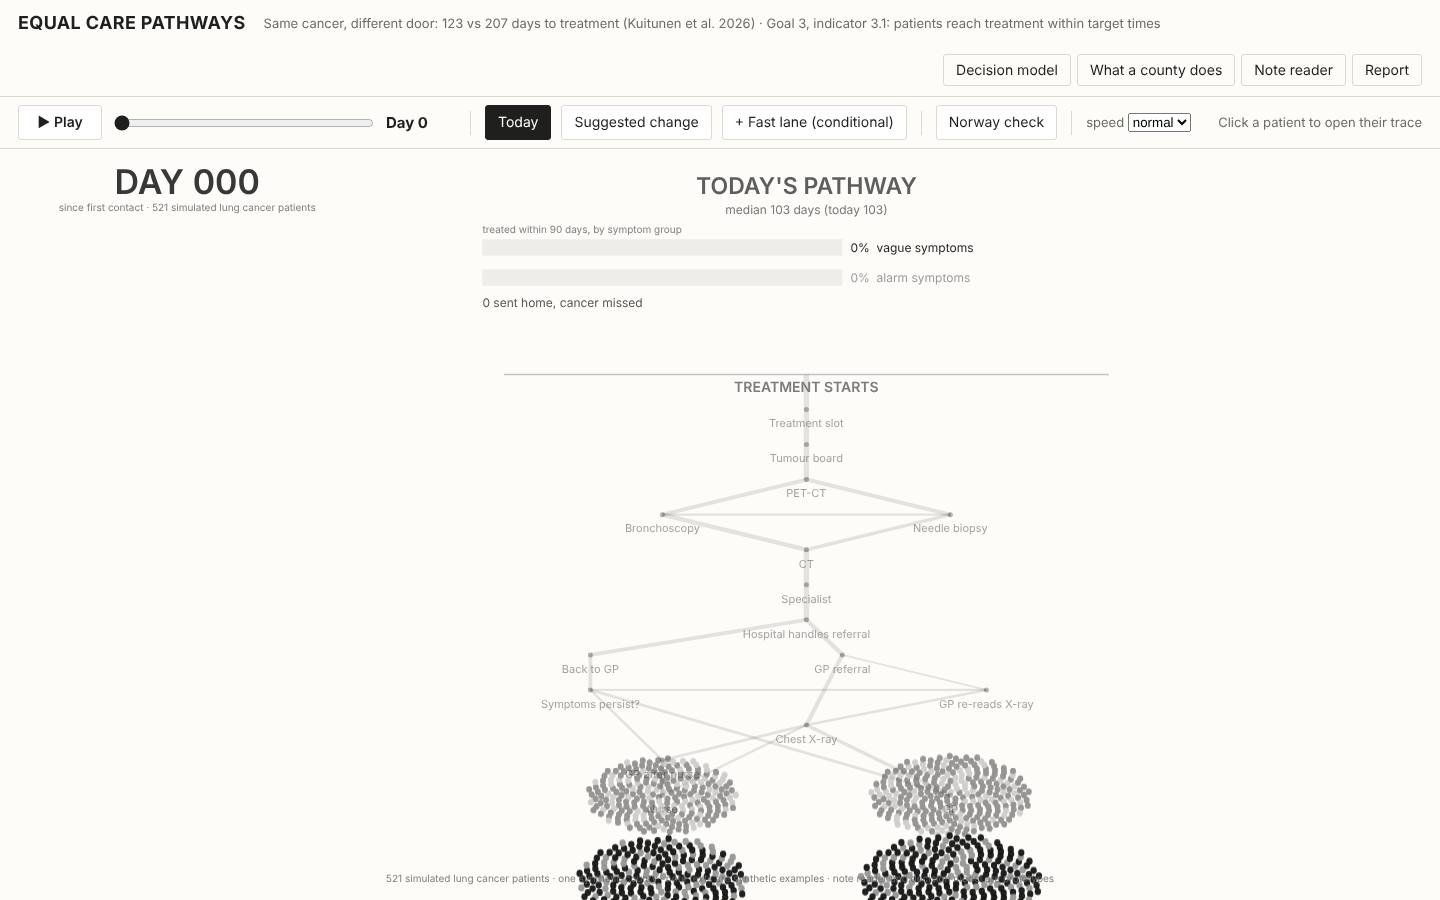 EQUAL CARE PATHWAYS
Same cancer, different door: 123 vs 207 days to treatment (Kuitunen et al. 2026) · Goal 3, indicator 3.1: patients reach treatment within target times
Decision model
What a county does
Note reader
Report
▶ Play
Day 0
Today
Suggested change
+ Fast lane (conditional)
Norway check
speed normal
Click a patient to open their trace
DAY 000
since first contact · 521 simulated lung cancer patients
TODAY'S PATHWAY
median 103 days (today 103)
treated within 90 days, by symptom group
0% vague symptoms
0% alarm symptoms
0 sent home, cancer missed
TREATMENT STARTS
Treatment slot
Tumour board
PET-CT
Bronchoscopy
Needle biopsy
CT
Specialist
Hospital handles referral
Back to GP
GP referral
Symptoms persist?
GP re-reads X-ray
Chest X-ray
521 simulated lung cancer patients · one
synthetic examples · note